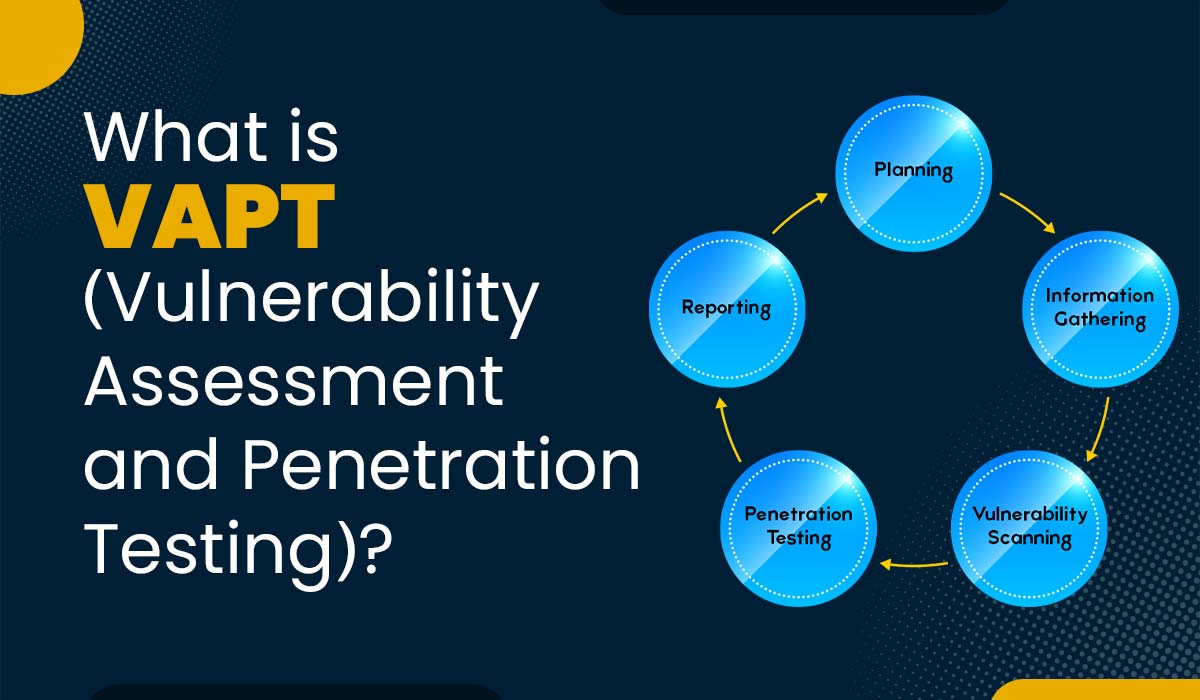 What is
VAPT
(Vulnerability
Assessment
and Penetration
Testing)?
Planning
Information
Gathering
Vulnerability
Scanning
Penetration
Testing
Reporting